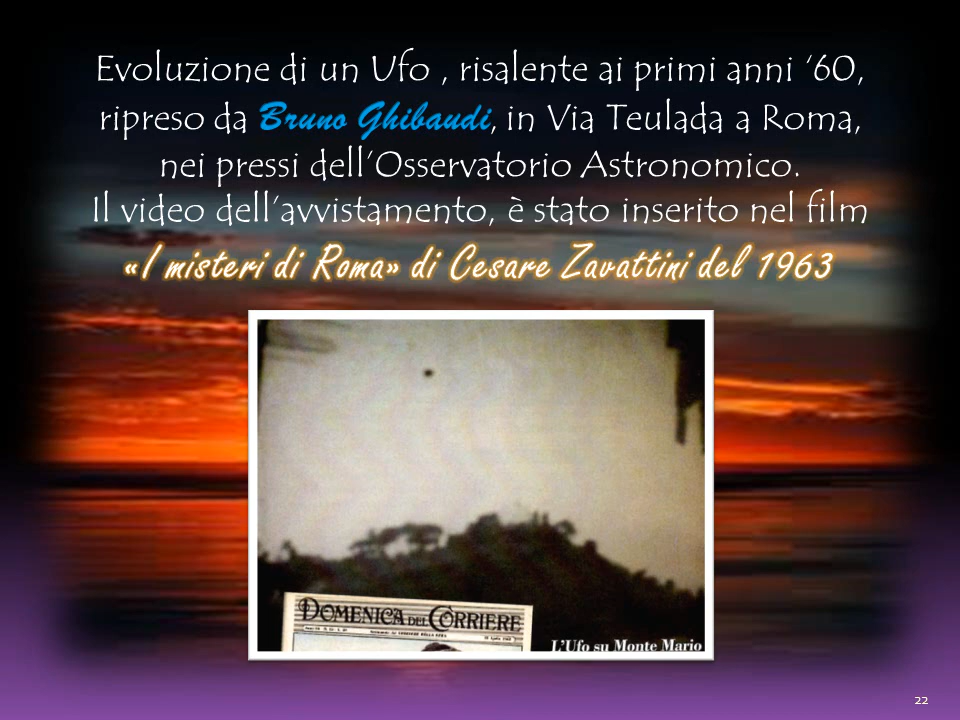 Evoluzione di un Ufo , risalente ai primi anni ‘60,
ripreso da Bruno Ghibaudi, in Via Teulada a Roma,
nei pressi dell’Osservatorio Astronomico.
Il video dell’avvistamento, è stato inserito nel film
«I misteri di Roma» di Cesare Zavattini del 1963
DOMENICA DEL CORRIERE
L'Ufo su Monte Mario
22